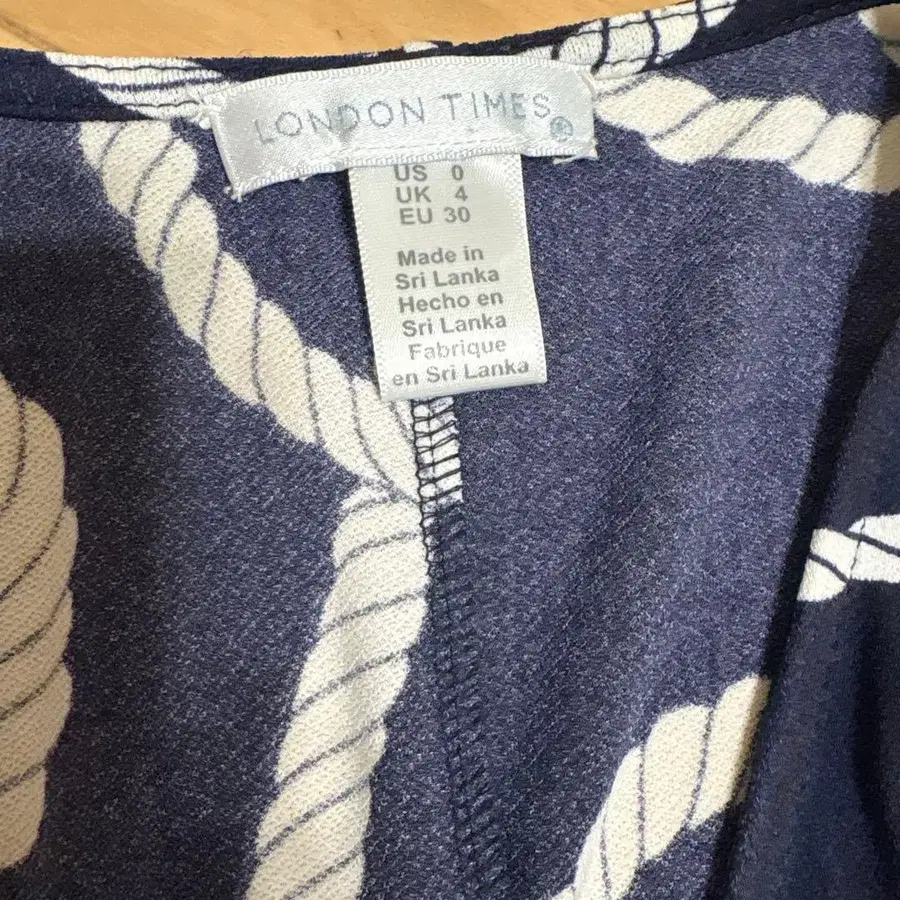 LONDON TIMES®
US 0
UK 4
EU 30
Made in
Sri Lanka
Hecho en
Sri Lanka
Fabrique
en Sri Lanka